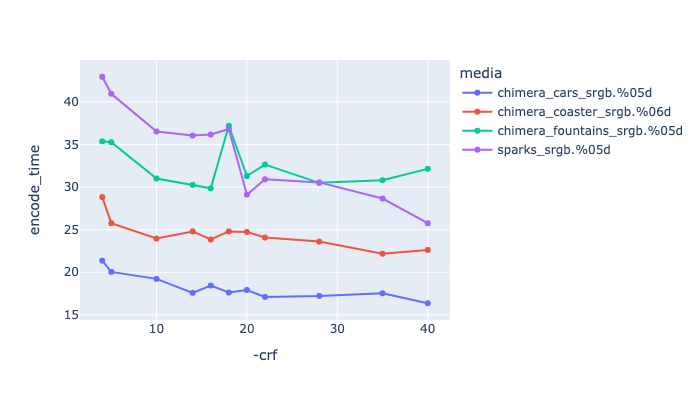 media
chimera_cars_srgb.%05d
chimera_coaster_srgb.%06d
chimera_fountains_srgb.%05d
sparks_srgb.%05d
encode_time
40
35
30
25
20
15
10
20
30
40
-crf